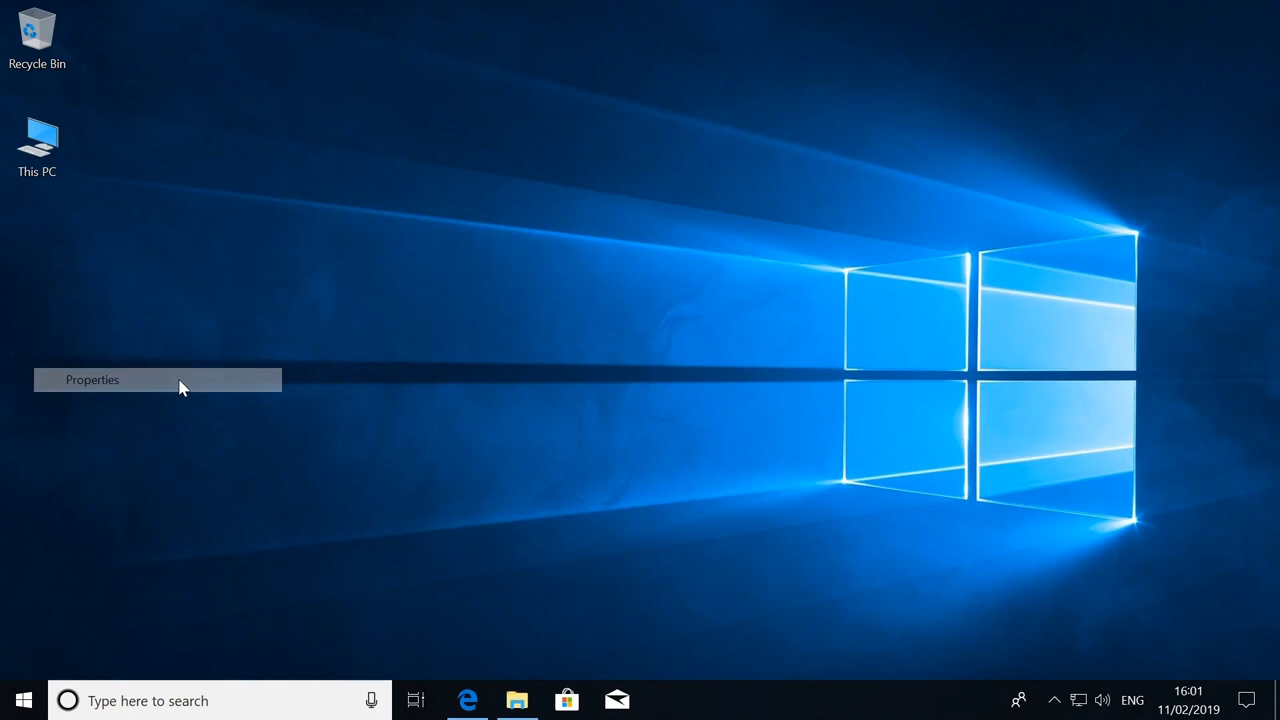 Recycle Bin
This PC
Properties
Type here to search
ENG
16:01
11/02/2019